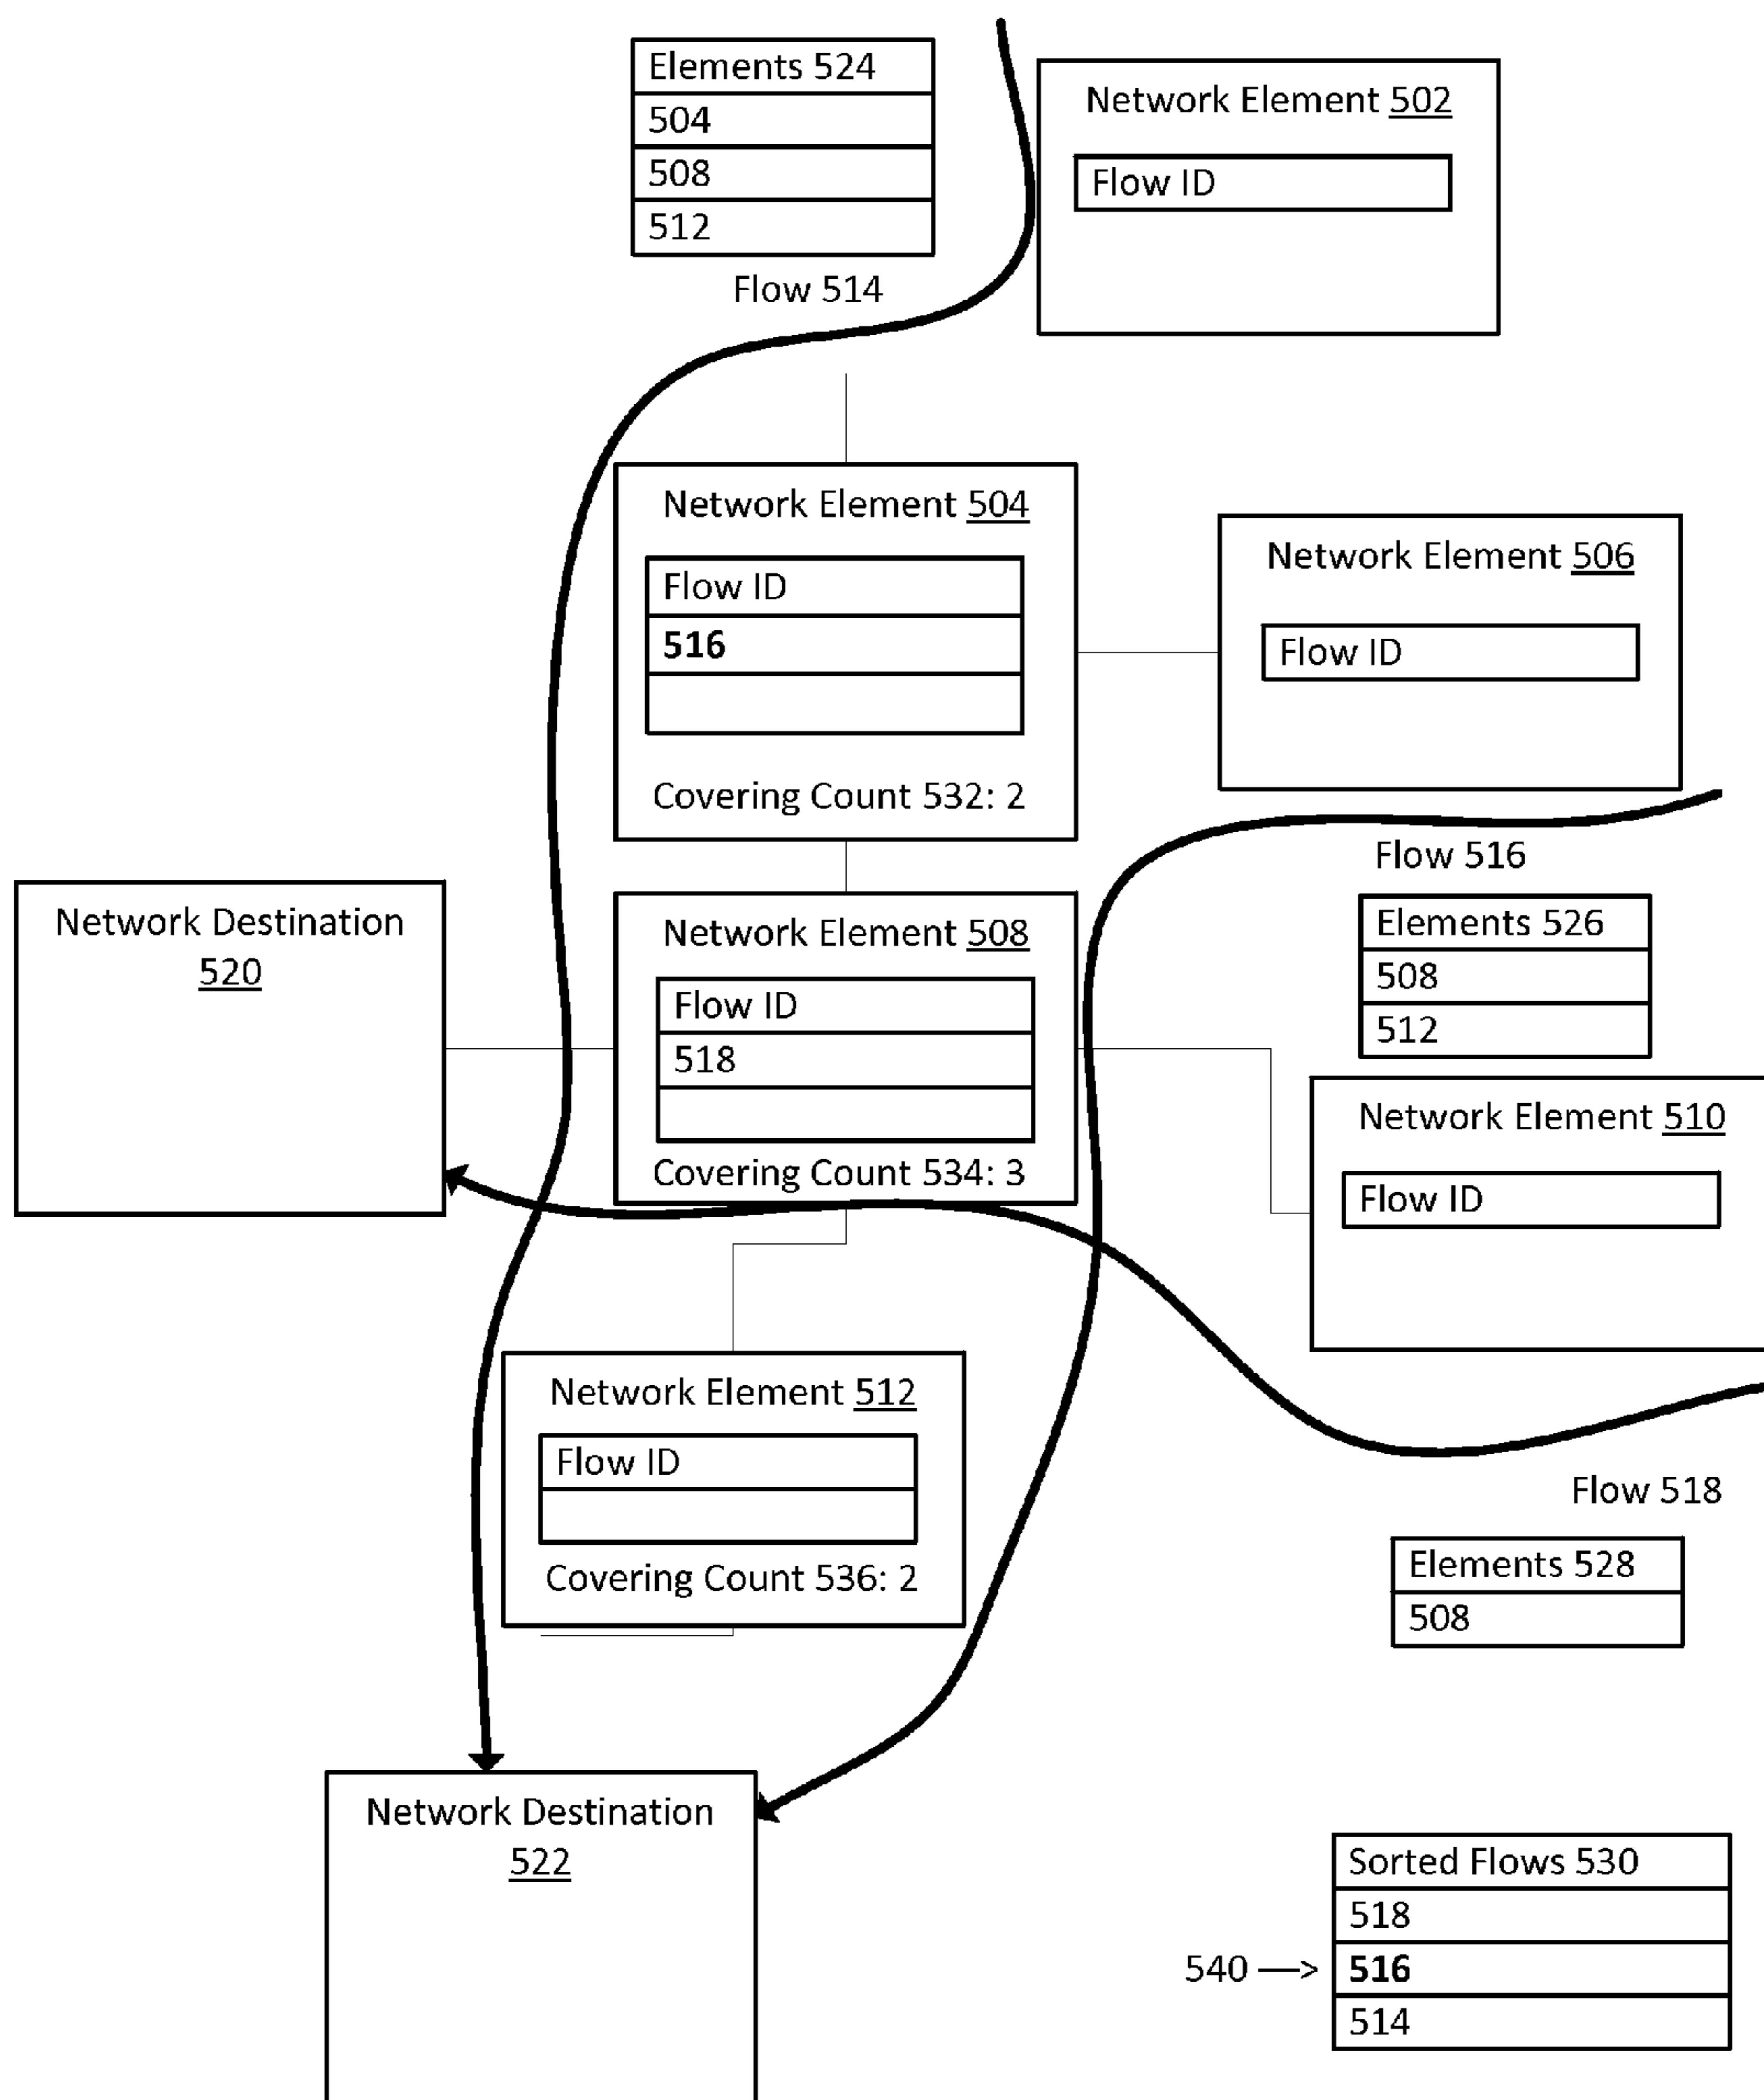 Elements 524
504
508
512
Flow 514
Network Element 502
Flow ID
Network Element 504
Flow ID
516
Covering Count 532: 2
Network Element 506
Flow ID
Flow 516
Elements 526
508
512
Network Destination
520
Network Element 508
Flow ID
518
Covering Count 534: 3
Network Element 510
Flow ID
Network Element 512
Flow ID
Covering Count 536: 2
Flow 518
Elements 528
508
Network Destination
522
Sorted Flows 530
518
540 —> 516
514